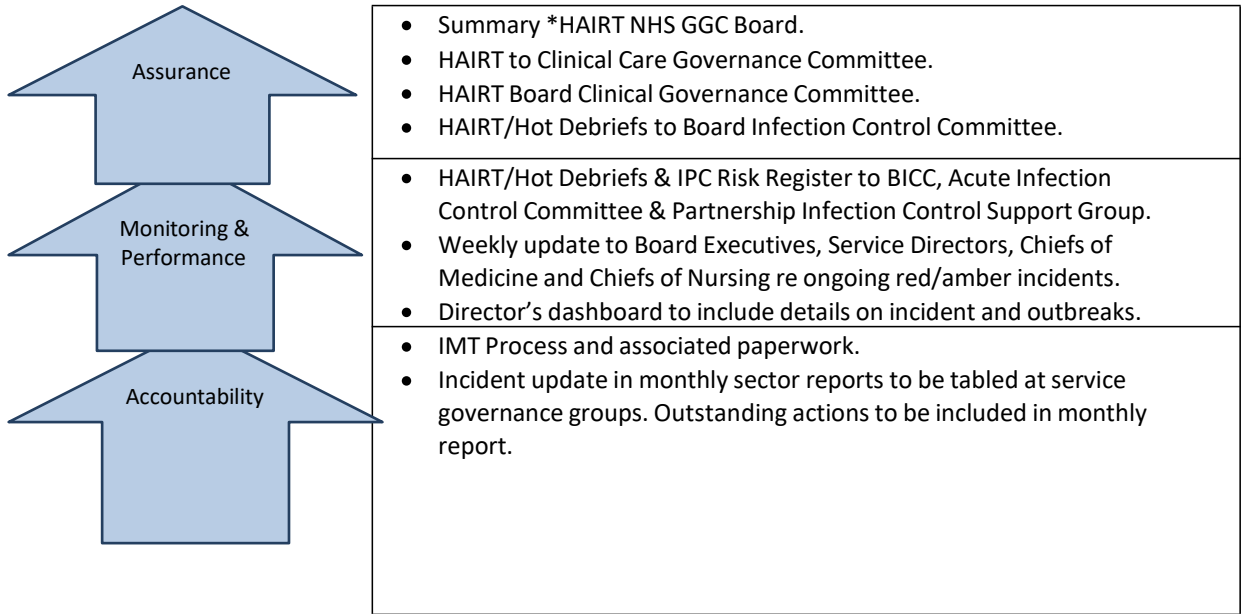 Assurance
• Summary *HAIRT NHS GGC Board.
• HAIRT to Clinical Care Governance Committee.
• HAIRT Board Clinical Governance Committee.
• HAIRT/Hot Debriefs to Board Infection Control Committee.
Monitoring &
Performance
• HAIRT/Hot Debriefs & IPC Risk Register to BICC, Acute Infection
Control Committee & Partnership Infection Control Support Group.
• Weekly update to Board Executives, Service Directors, Chiefs of
Medicine and Chiefs of Nursing re ongoing red/amber incidents.
• Director’s dashboard to include details on incident and outbreaks.
Accountability
• IMT Process and associated paperwork.
• Incident update in monthly sector reports to be tabled at service
governance groups. Outstanding actions to be included in monthly
report.